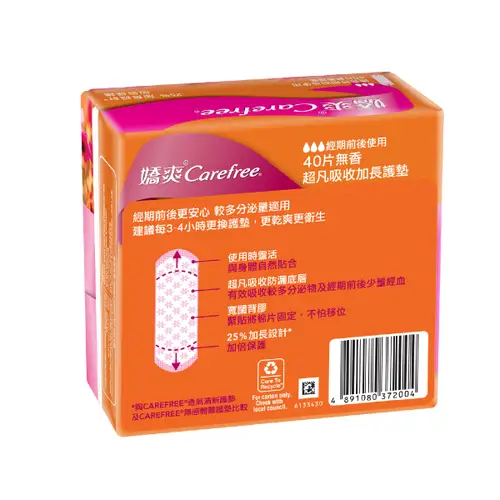 嬌爽®Carefree®
嬌爽®Carefree®
經期前後使用
40片無香
超凡吸收加長護墊
經期前後更安心 較多分泌量適用
建議每3-4小時更換護墊，更乾爽更衛生
使用時靈活
與身體自然貼合
超凡吸收防漏底層
有效吸收較多分泌物及經期前後少量經血
寬闊背膠
緊貼將棉片固定，不怕移位
25%加長設計*
加倍保護
*與CAREFREE®透氣清新護墊
及CAREFREE®無感輕體護墊比較
Care To
Recycle®
For carton only.
Check with
local council.
6133430
4 891080 372004